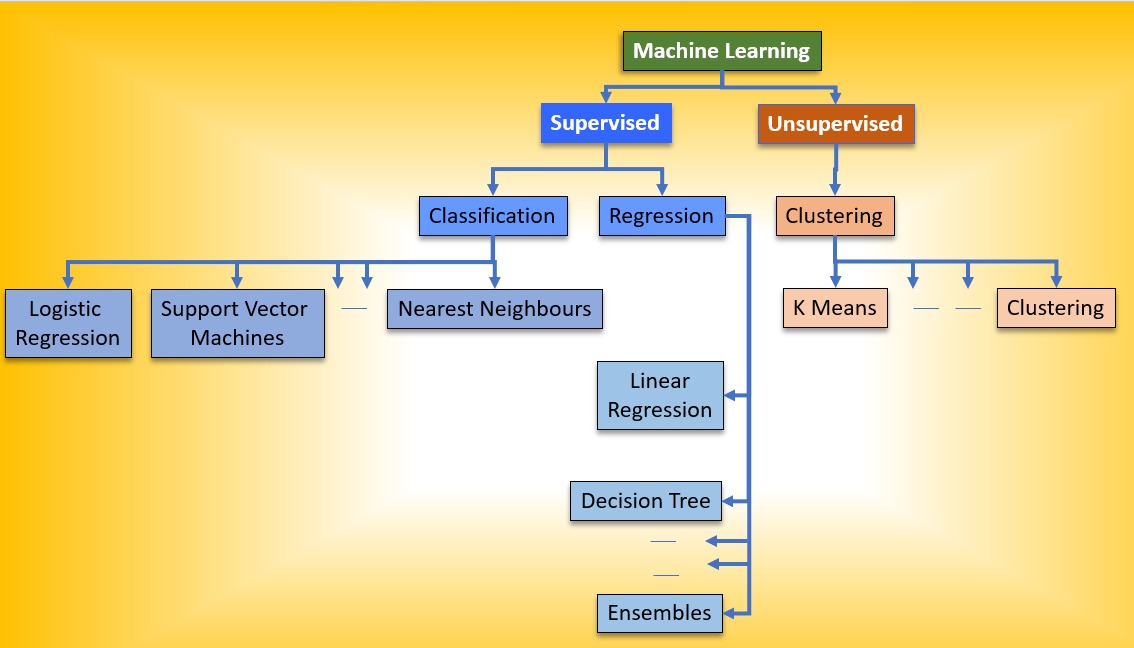 Machine Learning
Supervised
Unsupervised
Classification
Regression
Clustering
Logistic
Regression
Support Vector
Machines
Nearest Neighbours
K Means
Clustering
Linear
Regression
Decision Tree
Ensembles